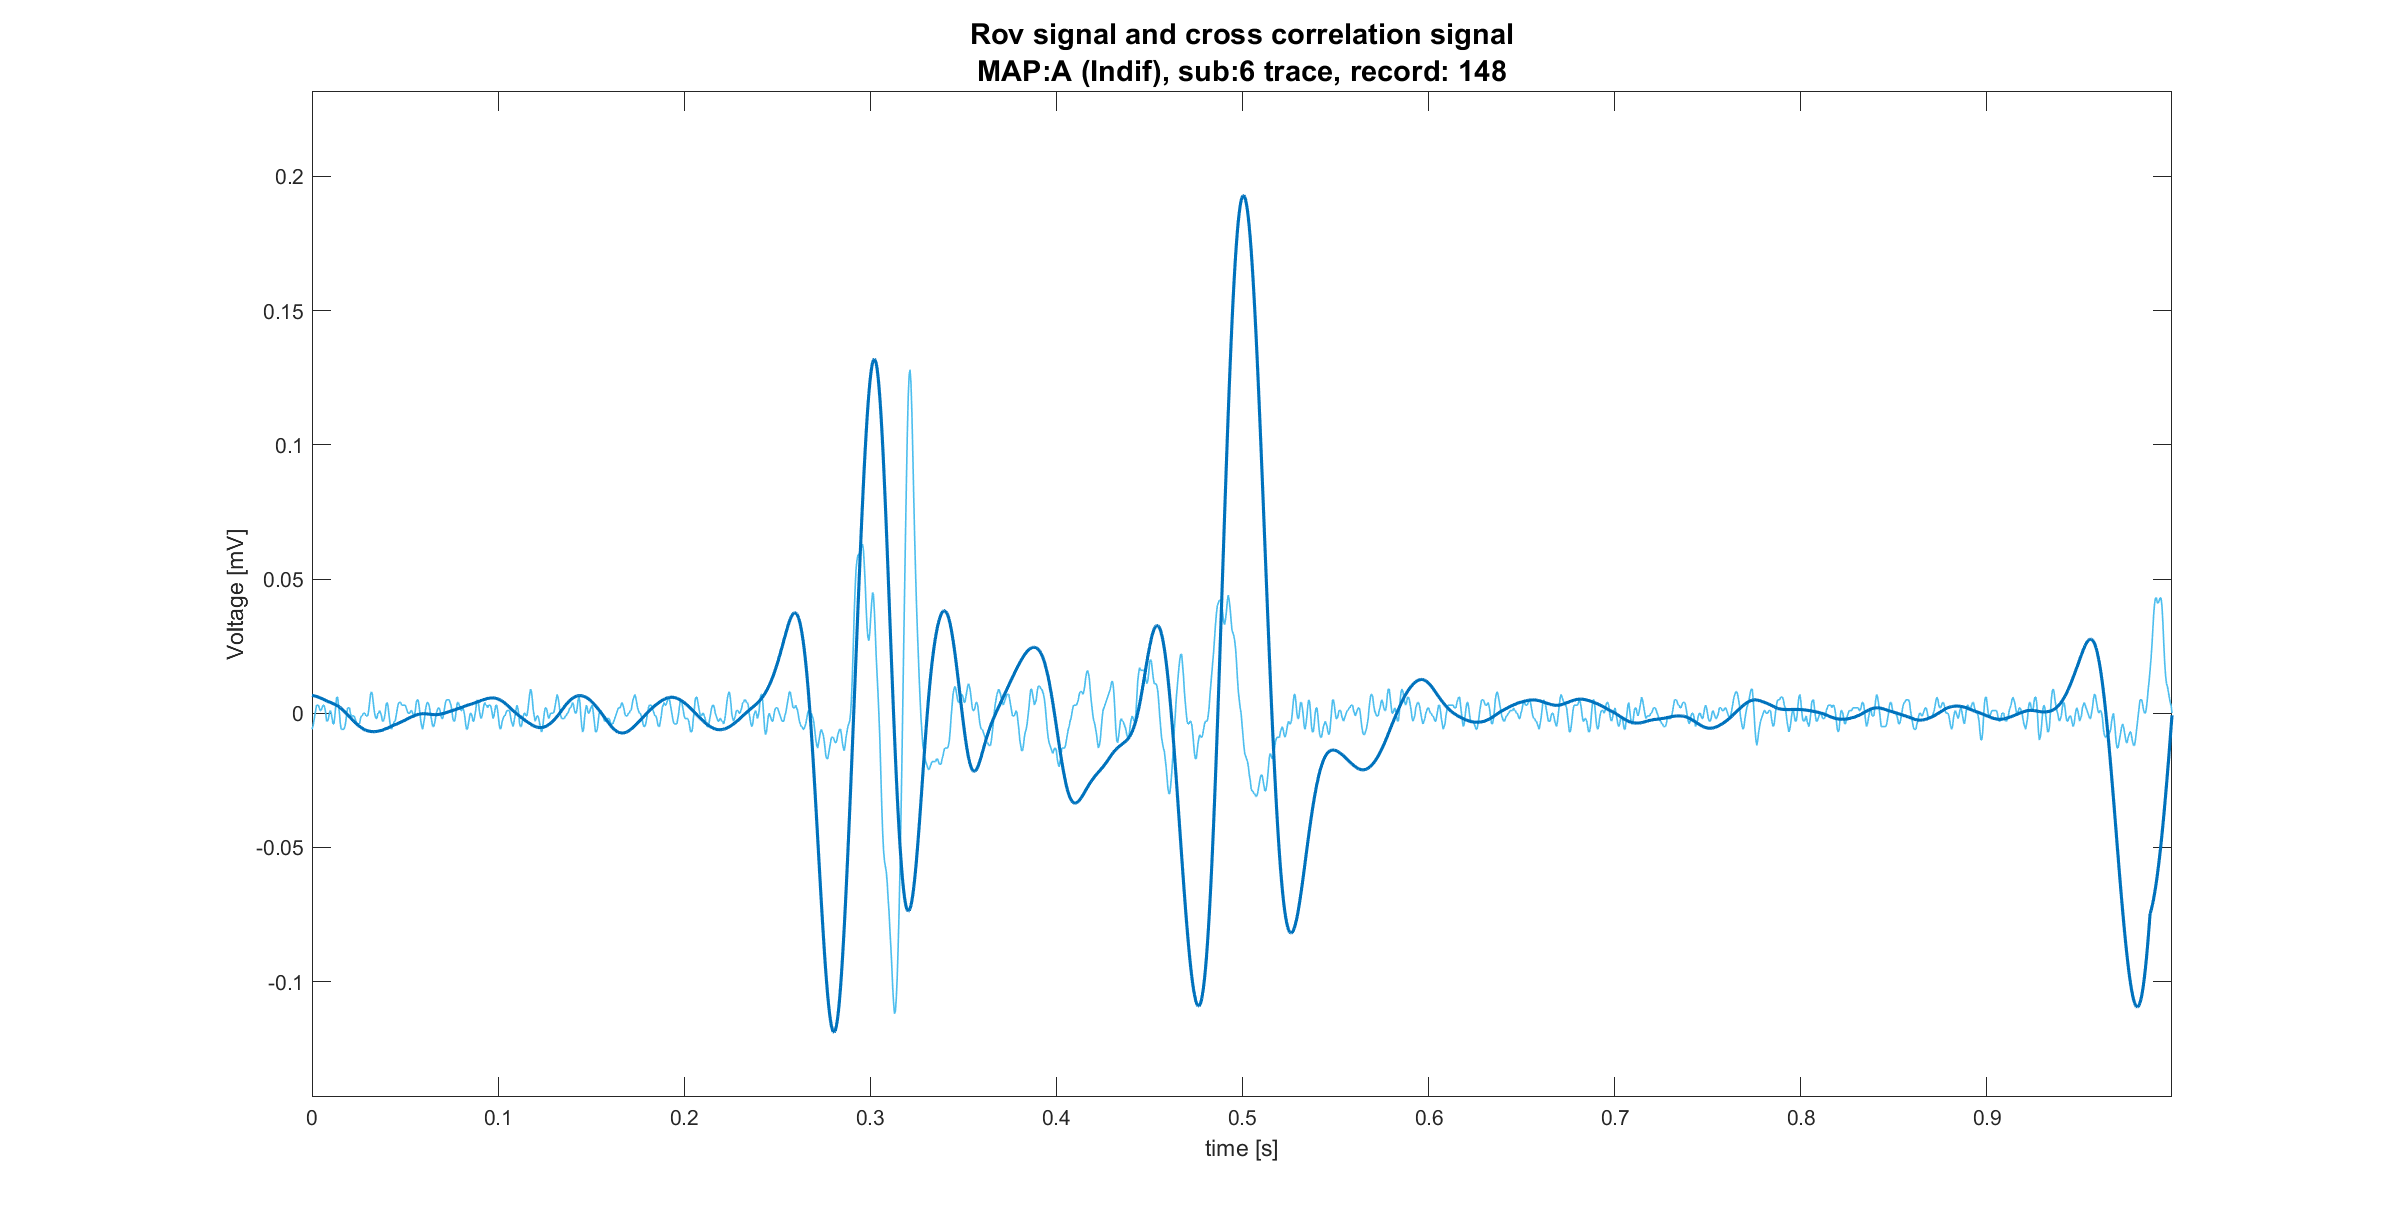 Rov signal and cross correlation signal
MAP:A (Indif), sub:6 trace, record: 148
0.2
0.15
0.1
0.05
0
-0.05
-0.1
Voltage [mV]
0 0.1 0.2 0.3 0.4 0.5 0.6 0.7 0.8 0.9
time [s]